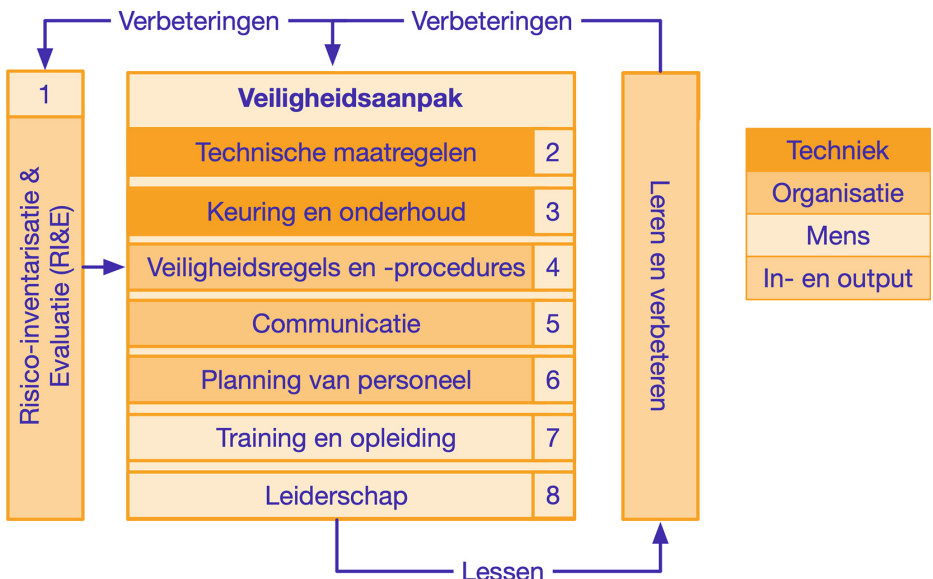 Verbeteringen
Verbeteringen
1
Risico-inventarisatie &
Evaluatie (RI&E)
Veiligheidsaanpak
Technische maatregelen 2
Keuring en onderhoud 3
Veiligheidsregels en -procedures 4
Communicatie 5
Planning van personeel 6
Training en opleiding 7
Leiderschap 8
Leren en verbeteren
Techniek
Organisatie
Mens
In- en output
Lessen